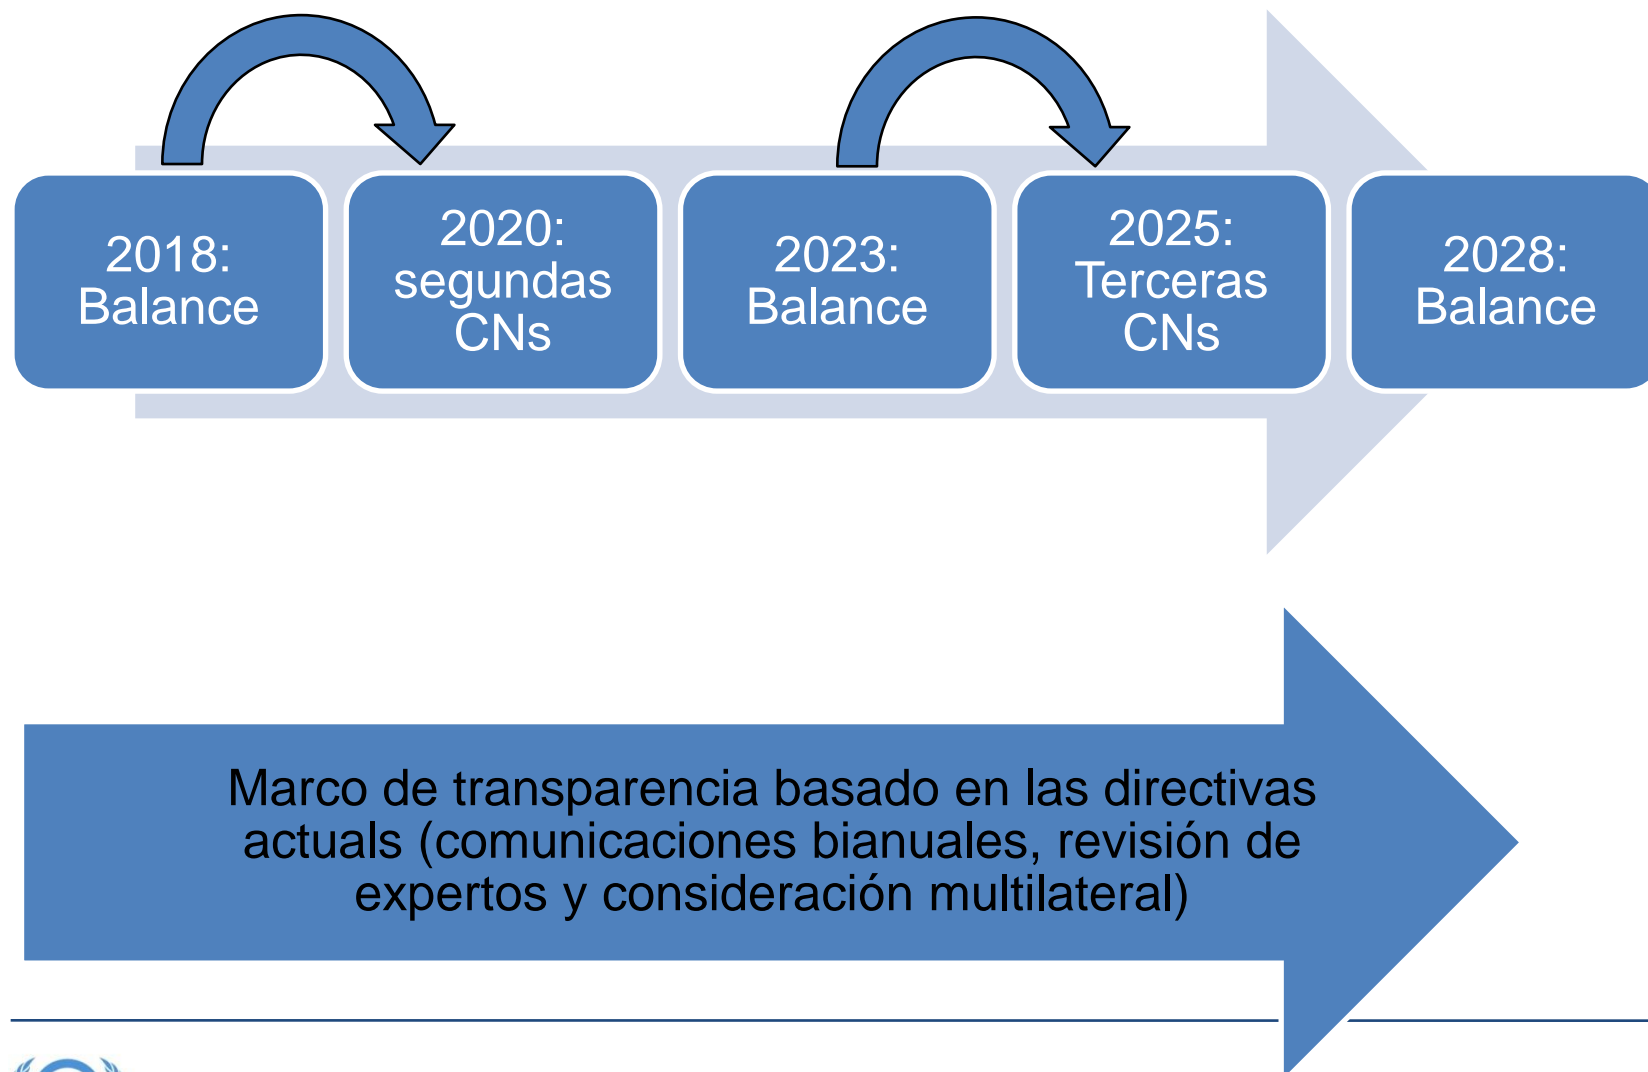 2018:
Balance
2020:
segundas
CNs
2023:
Balance
2025:
Terceras
CNs
2028:
Balance
Marco de transparencia basado en las directivas
actuals (comunicaciones bianuales, revisión de
expertos y consideración multilateral)